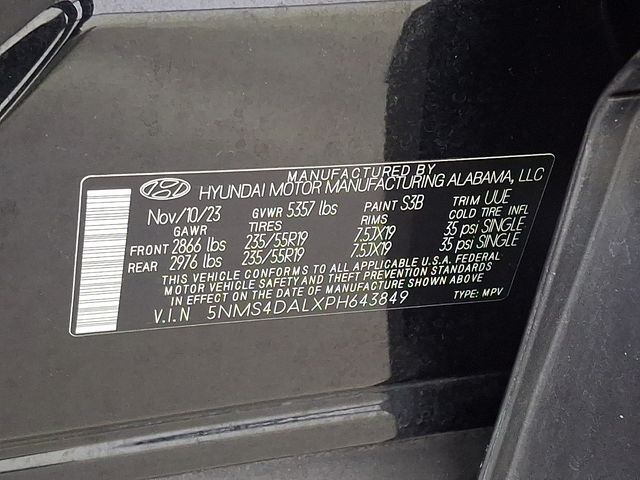 MANUFACTURED BY
HYUNDAI MOTOR MANUFACTURING ALABAMA, LLC
Nov/10/23 GVWR 5357 lbs PAINT S3B TRIM UUE
GAWR TIRES RIMS COLD TIRE INFL
FRONT 2866 lbs 235/55R19 7.5JX19 35 psi SINGLE
REAR 2976 lbs 235/55R19 7.5JX19 35 psi SINGLE
THIS VEHICLE CONFORMS TO ALL APPLICABLE U.S.A. FEDERAL
MOTOR VEHICLE SAFETY AND THEFT PREVENTION STANDARDS
IN EFFECT ON THE DATE OF MANUFACTURE SHOWN ABOVE
V.I.N 5NMS4DALXPH643849 TYPE: MPV